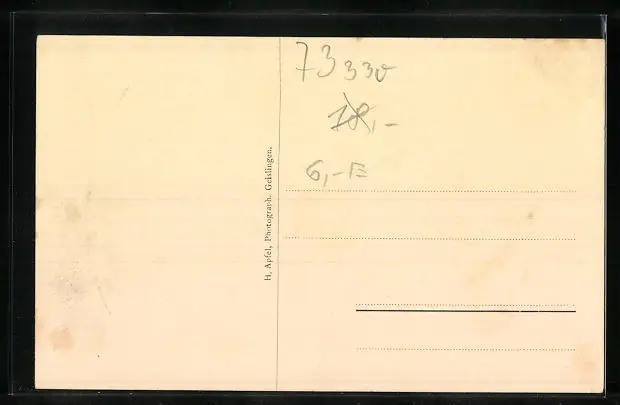 H. Apfel, Photograph. Geislingen.
73330
18,-
6,-E